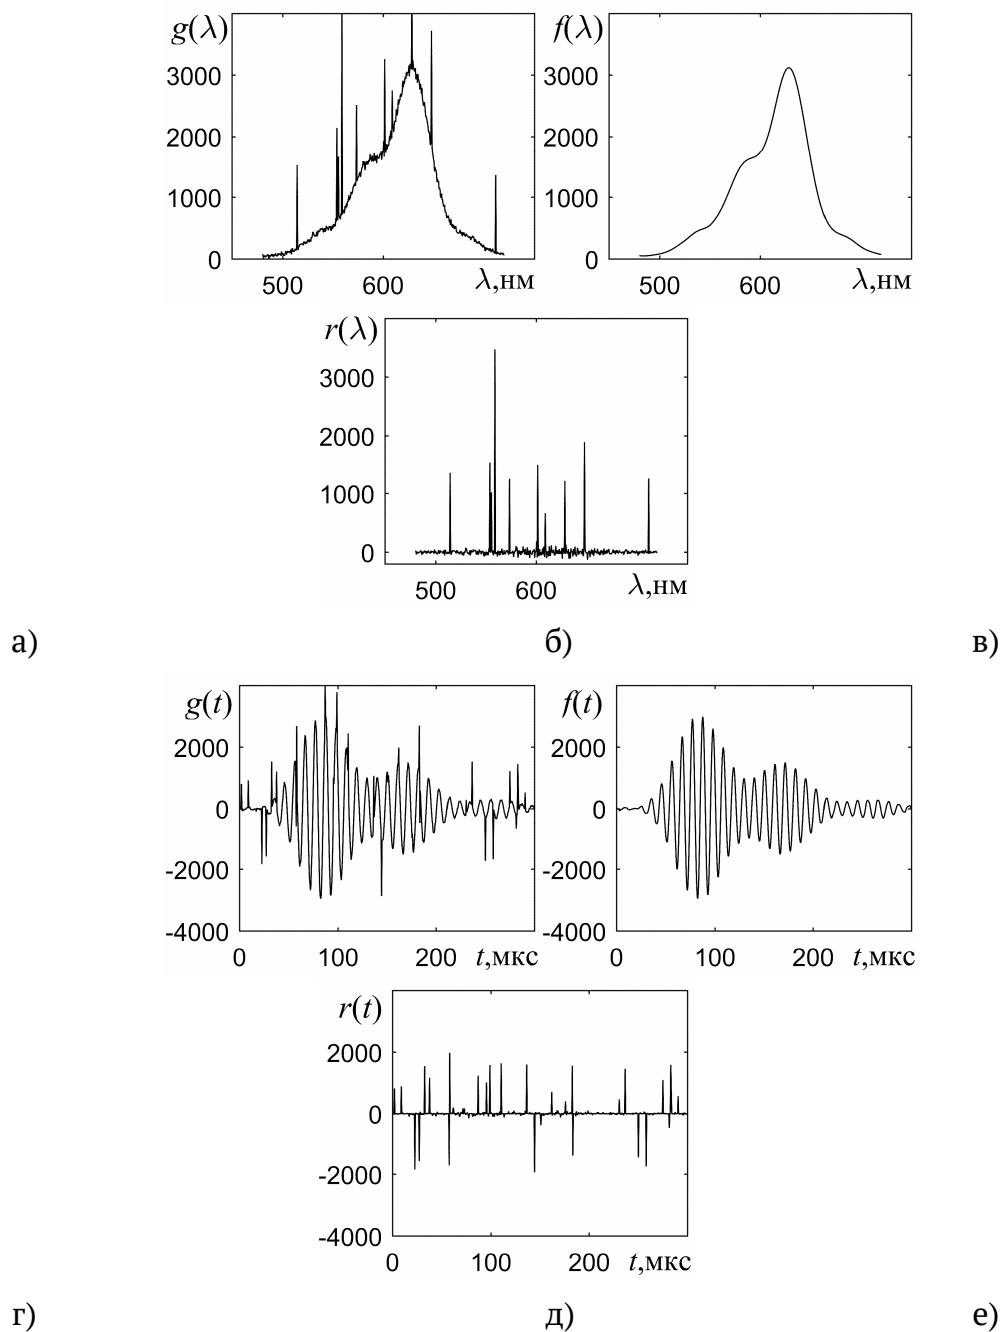 g(λ) f(λ)
3000 3000
2000 2000
1000 1000
0 0
500 600 λ,нм 500 600 λ,нм
r(λ)
3000
2000
1000
0
500 600 λ,нм
а) б) в)
g(t) f(t)
2000 2000
0 0
-2000 -2000
-4000 -4000
0 100 200 t,мкс 0 100 200 t,мкс
r(t)
2000
0
-2000
-4000
0 100 200 t,мкс
г) д) е)